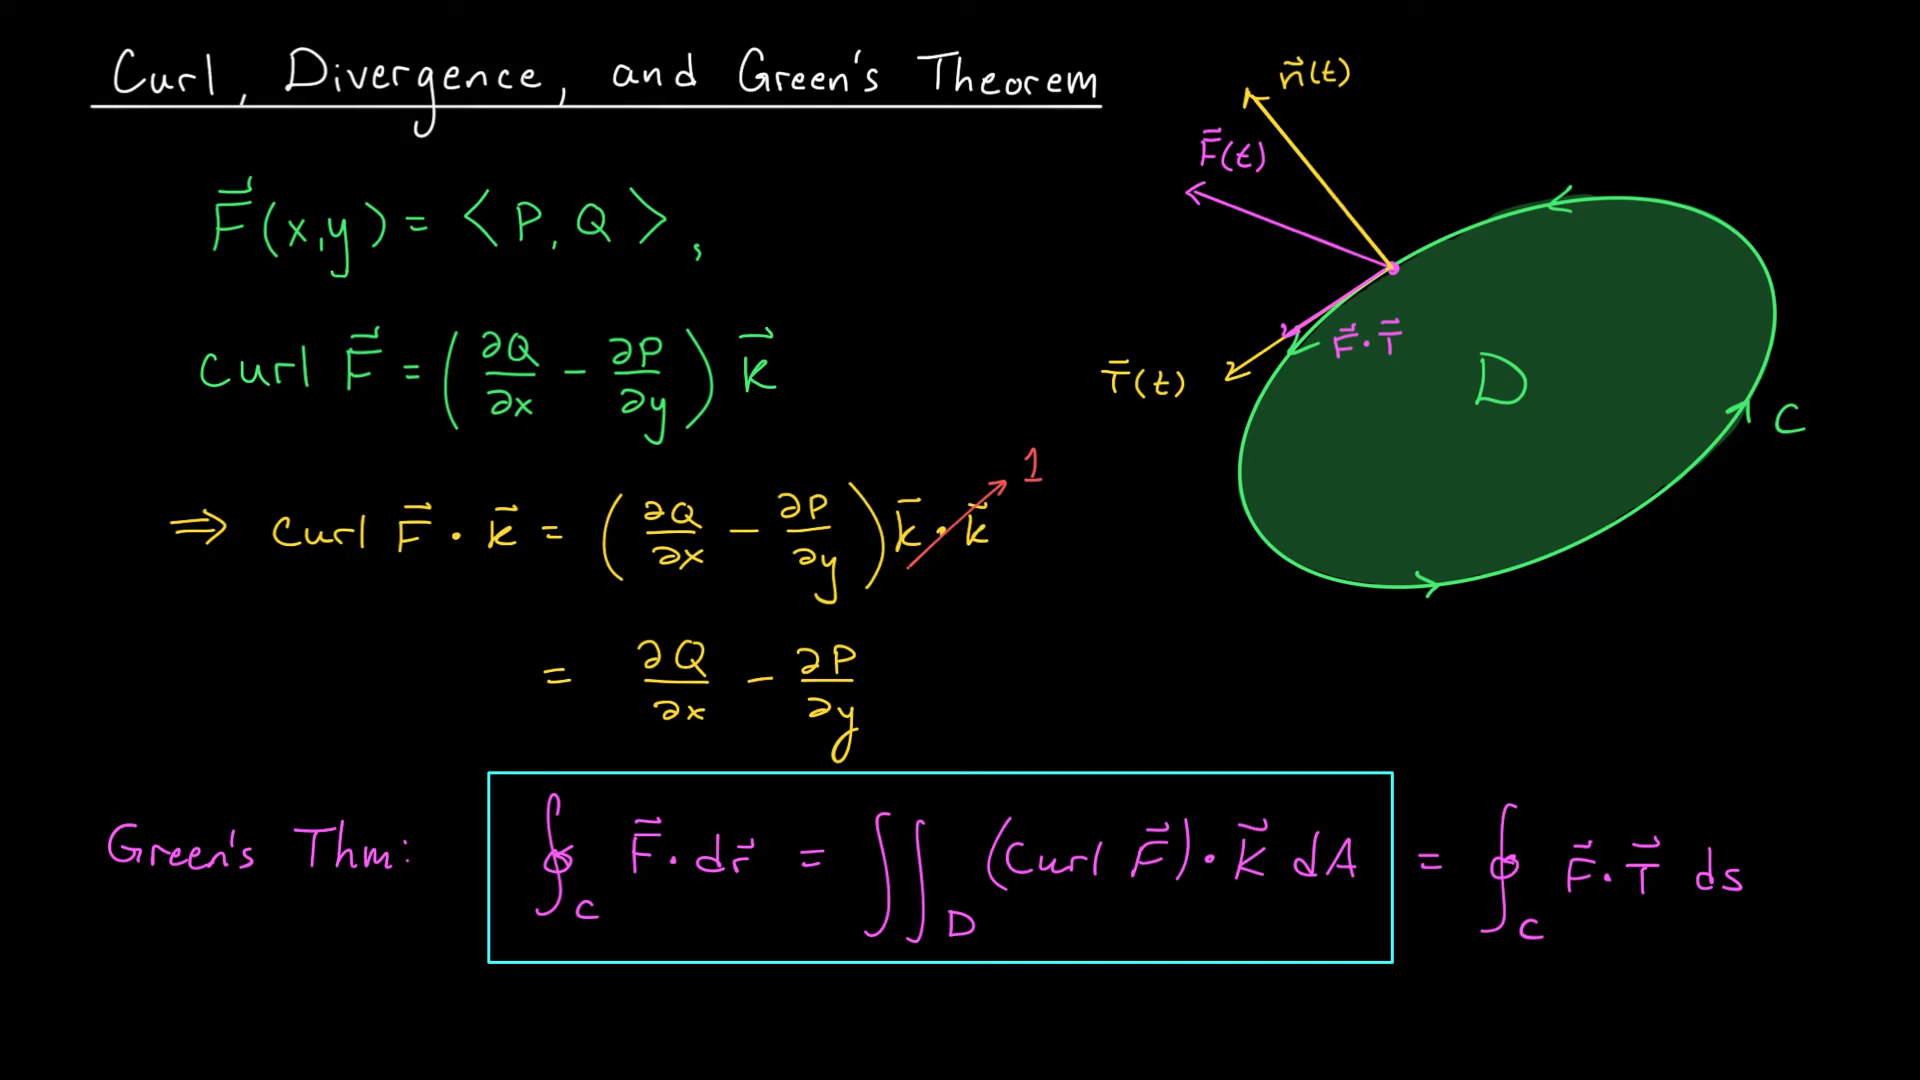 Curl, Divergence, and Green's Theorem
F⃗(x,y) = <P, Q>,
Curl F⃗ = (∂Q/∂x − ∂P/∂y) k⃗
⇒ Curl F⃗ · k⃗ = (∂Q/∂x − ∂P/∂y) k⃗ · k⃗ 1
= ∂Q/∂x − ∂P/∂y
Green's Thm: ∮_C F⃗ · dr⃗ = ∬_D (Curl F⃗) · k⃗ dA = ∮_C F⃗ · T⃗ ds
n⃗(t)
F⃗(t)
F⃗ · T⃗
T⃗(t)
D
C